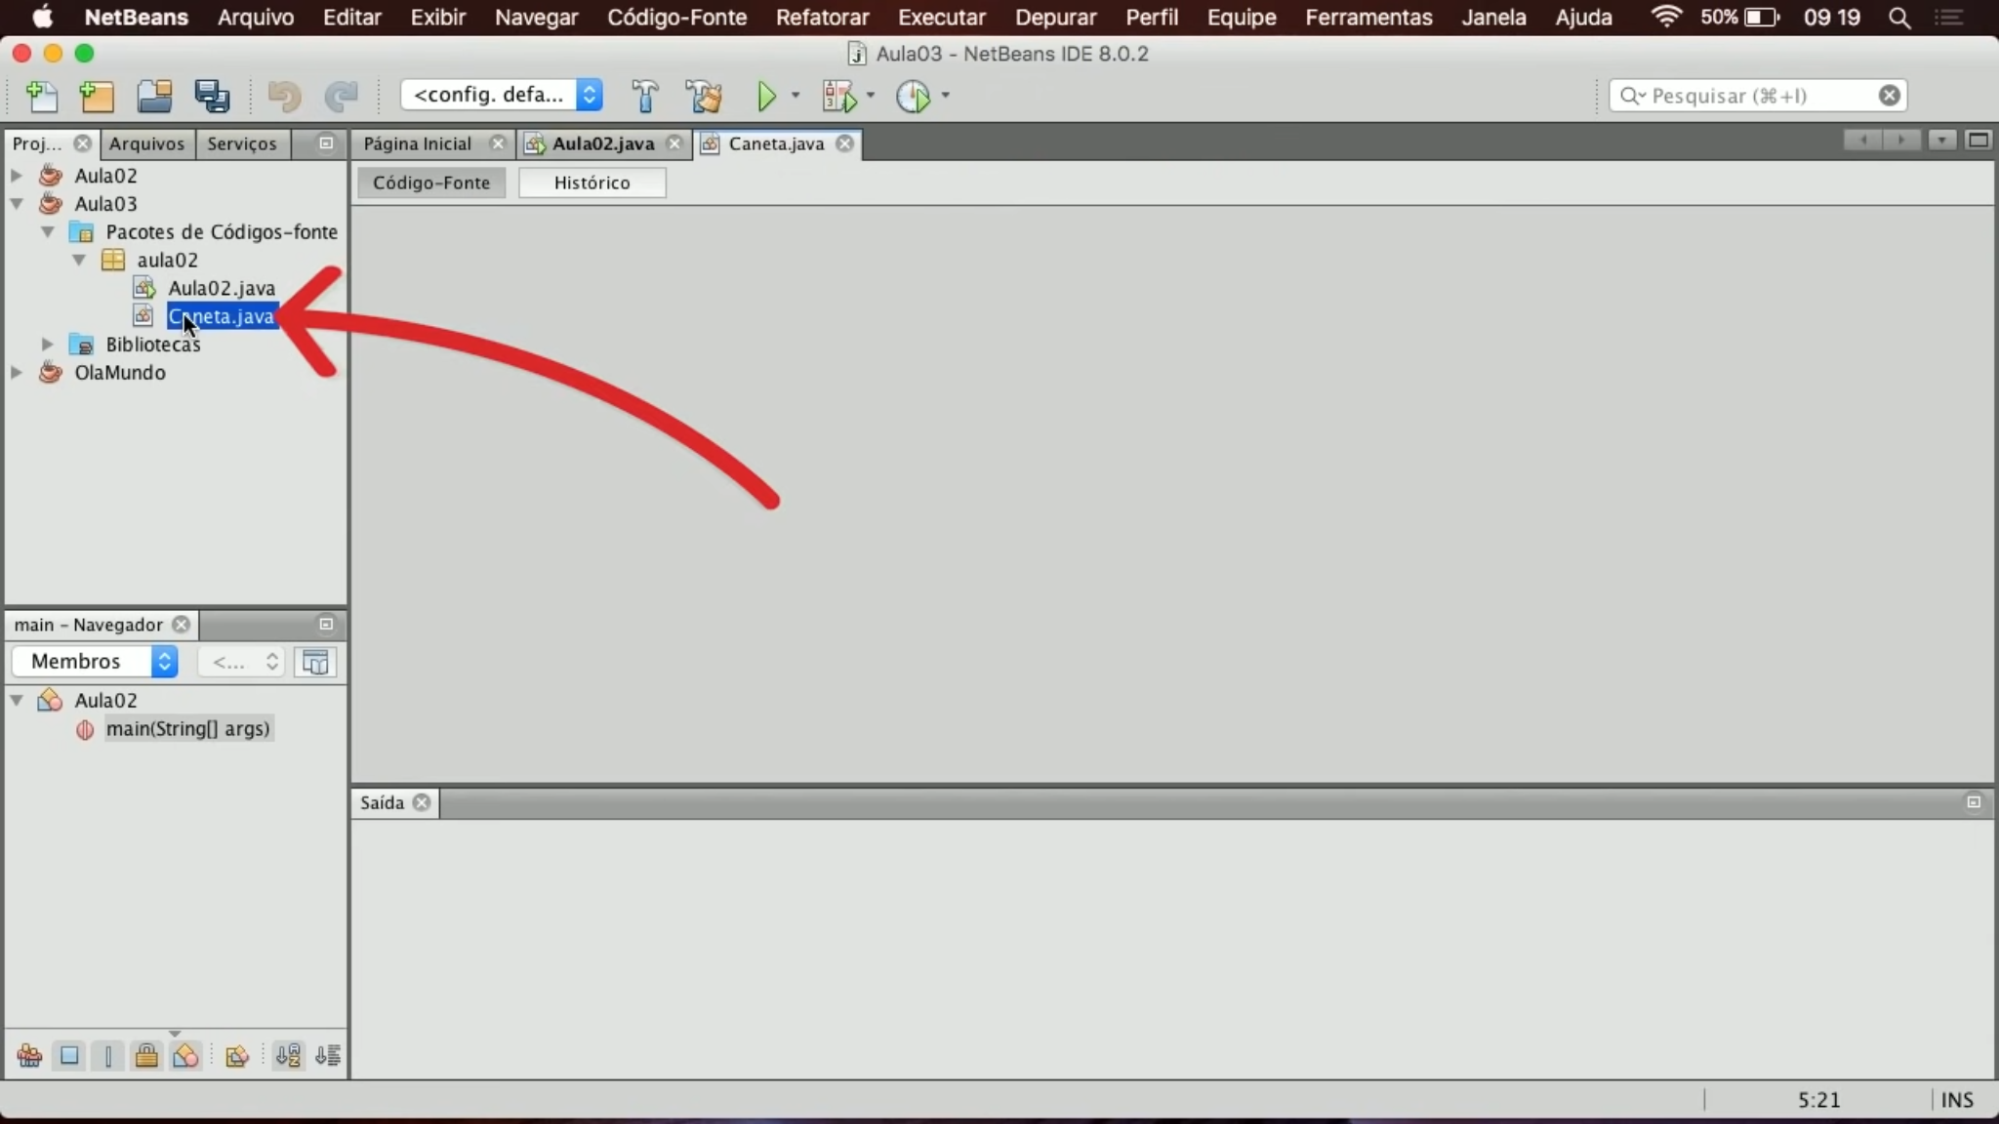 NetBeans Arquivo Editar Exibir Navegar Código-Fonte Refatorar Executar Depurar Perfil Equipe Ferramentas Janela Ajuda 50% 09 19
Aula03 - NetBeans IDE 8.0.2
<config. defa... Pesquisar (⌘+I)
Proj... Arquivos Serviços
Página Inicial Aula02.java Caneta.java
Código-Fonte Histórico
Aula02
Aula03
Pacotes de Códigos-fonte
aula02
Aula02.java
Caneta.java
Bibliotecas
OlaMundo
main - Navegador
Membros <...
Aula02
main(String[] args)
Saída
5:21 INS